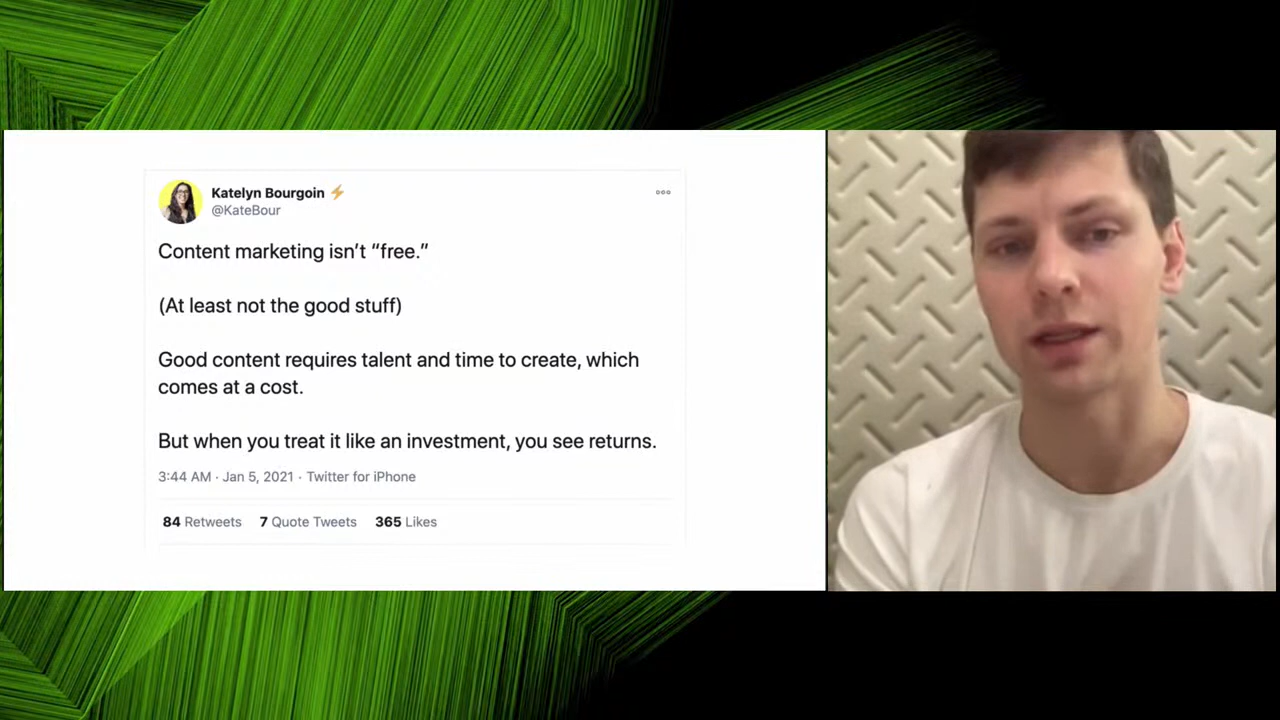 Katelyn Bourgoin ⚡
@KateBour
Content marketing isn’t “free.”
(At least not the good stuff)
Good content requires talent and time to create, which
comes at a cost.
But when you treat it like an investment, you see returns.
3:44 AM · Jan 5, 2021 · Twitter for iPhone
84 Retweets 7 Quote Tweets 365 Likes